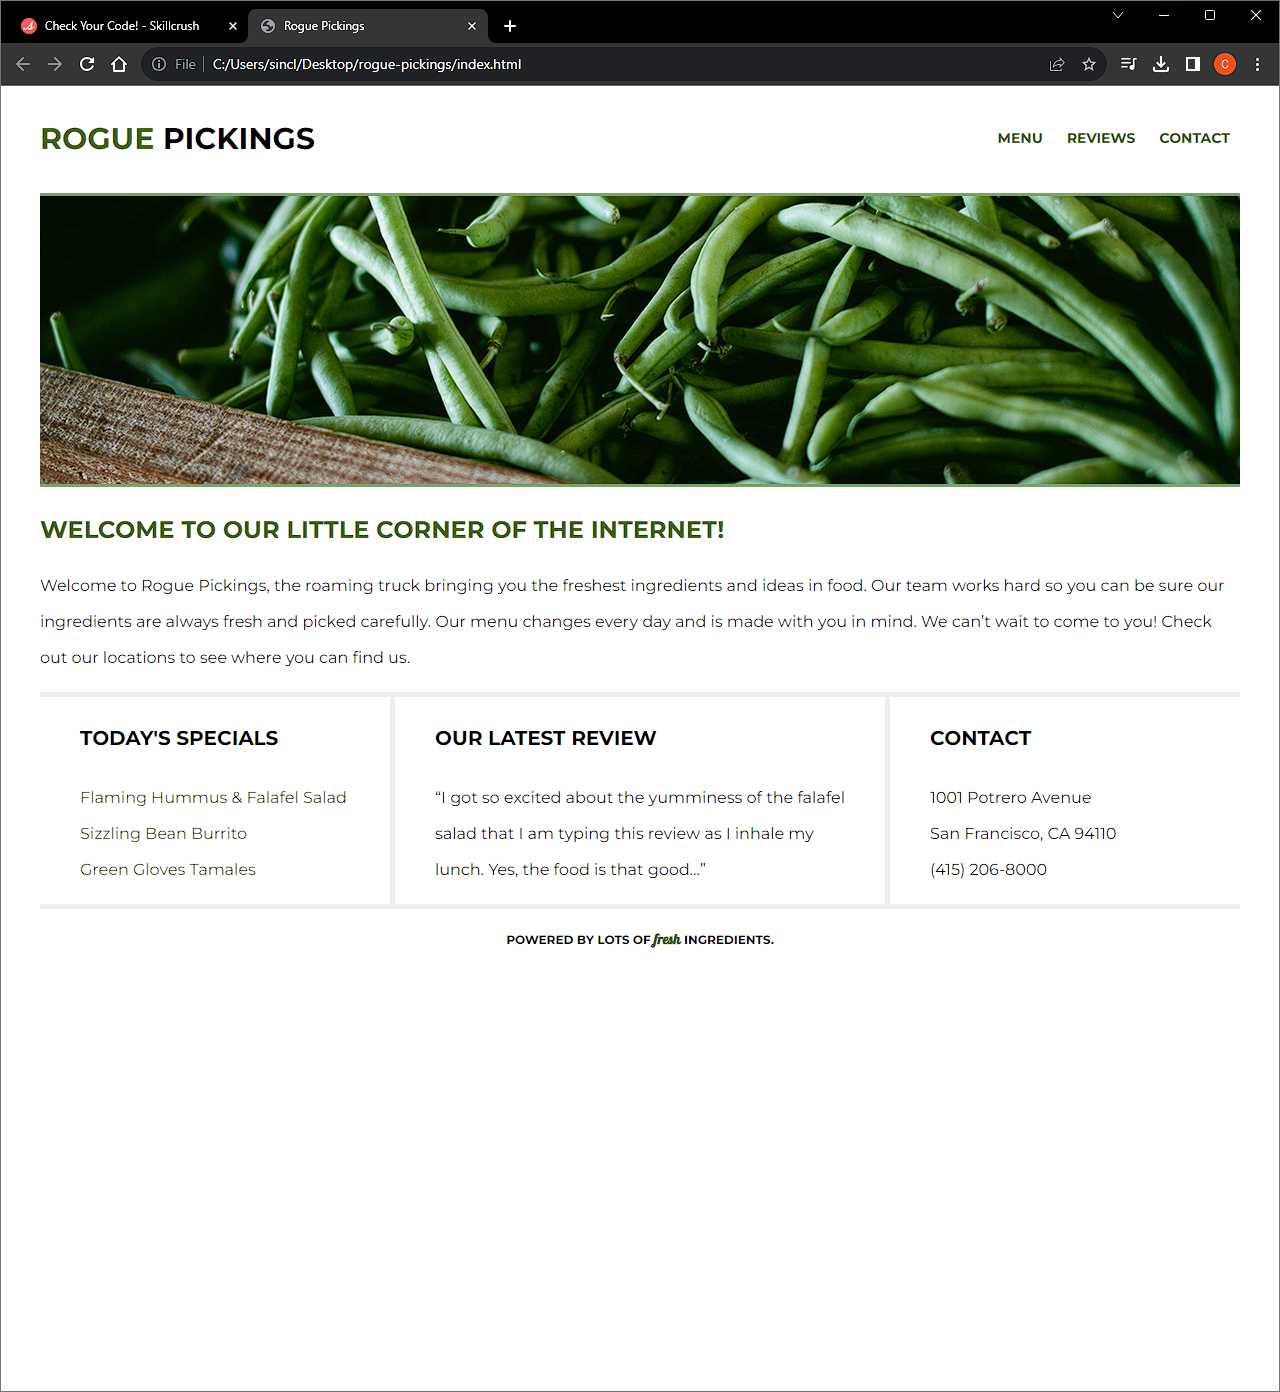 Check Your Code! - Skillcrush
Rogue Pickings
File
C:/Users/sincl/Desktop/rogue-pickings/index.html
C
ROGUE PICKINGS
MENU REVIEWS CONTACT
WELCOME TO OUR LITTLE CORNER OF THE INTERNET!
Welcome to Rogue Pickings, the roaming truck bringing you the freshest ingredients and ideas in food. Our team works hard so you can be sure our
ingredients are always fresh and picked carefully. Our menu changes every day and is made with you in mind. We can’t wait to come to you! Check
out our locations to see where you can find us.
TODAY'S SPECIALS
Flaming Hummus & Falafel Salad
Sizzling Bean Burrito
Green Gloves Tamales
OUR LATEST REVIEW
“I got so excited about the yumminess of the falafel
salad that I am typing this review as I inhale my
lunch. Yes, the food is that good…”
CONTACT
1001 Potrero Avenue
San Francisco, CA 94110
(415) 206-8000
POWERED BY LOTS OF fresh INGREDIENTS.